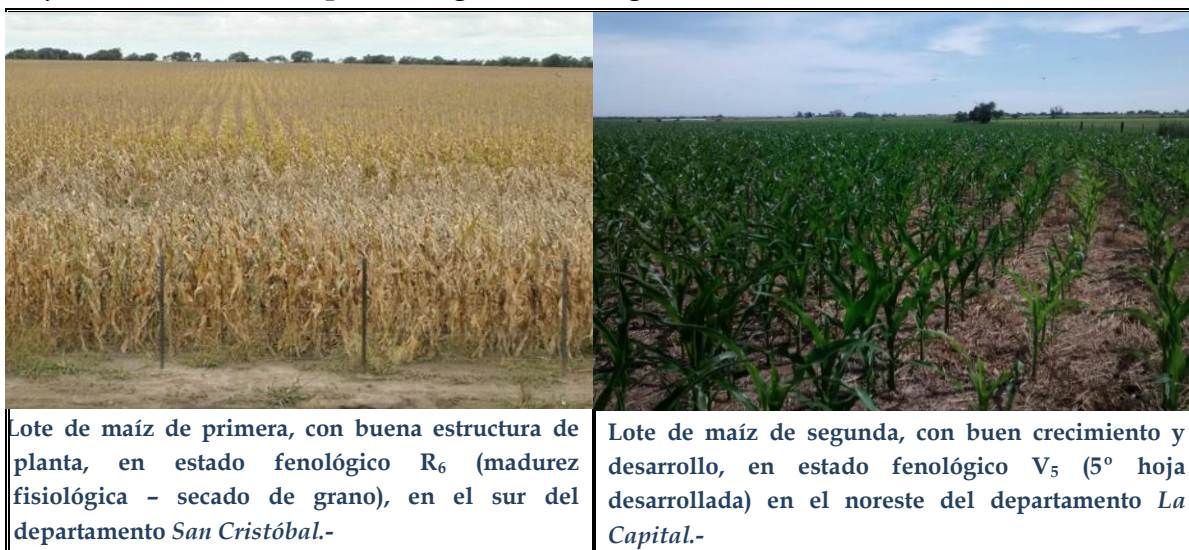 Lote de maíz de primera, con buena estructura de
planta, en estado fenológico R₆ (madurez
fisiológica – secado de grano), en el sur del
departamento San Cristóbal.-
Lote de maíz de segunda, con buen crecimiento y
desarrollo, en estado fenológico V₅ (5º hoja
desarrollada) en el noreste del departamento La
Capital.-